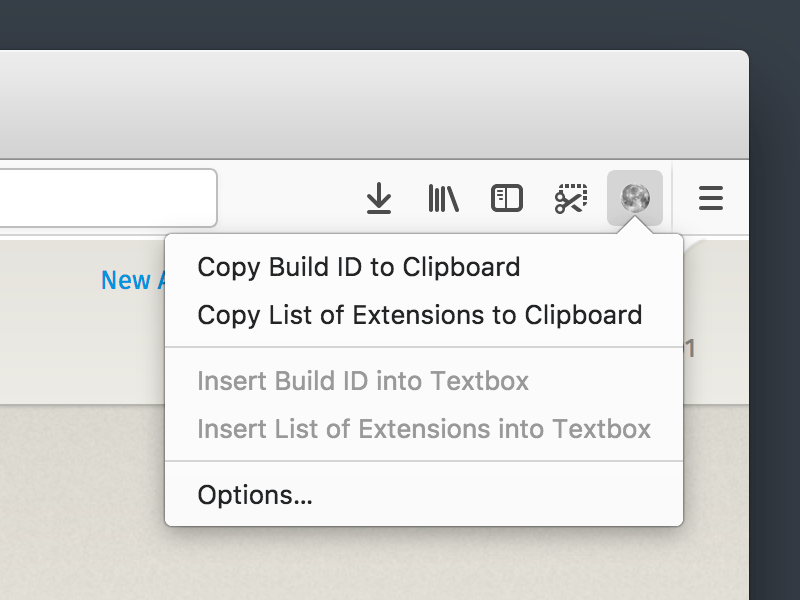 New
Copy Build ID to Clipboard
Copy List of Extensions to Clipboard
Insert Build ID into Textbox
Insert List of Extensions into Textbox
Options...